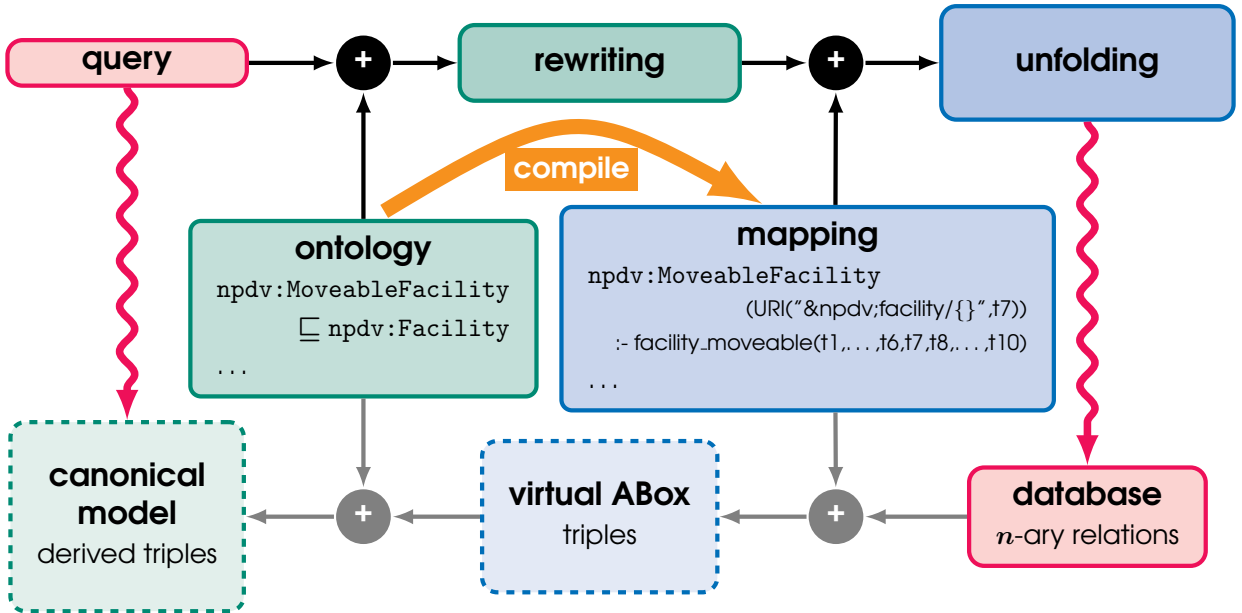 query
+
rewriting
+
unfolding
compile
ontology
npdv:MoveableFacility
⊑ npdv:Facility
...
mapping
npdv:MoveableFacility
(URI("&npdv;facility/{}",t7))
:- facility_moveable(t1,...,t6,t7,t8,...,t10)
...
canonical
model
derived triples
+
virtual ABox
triples
+
database
n-ary relations